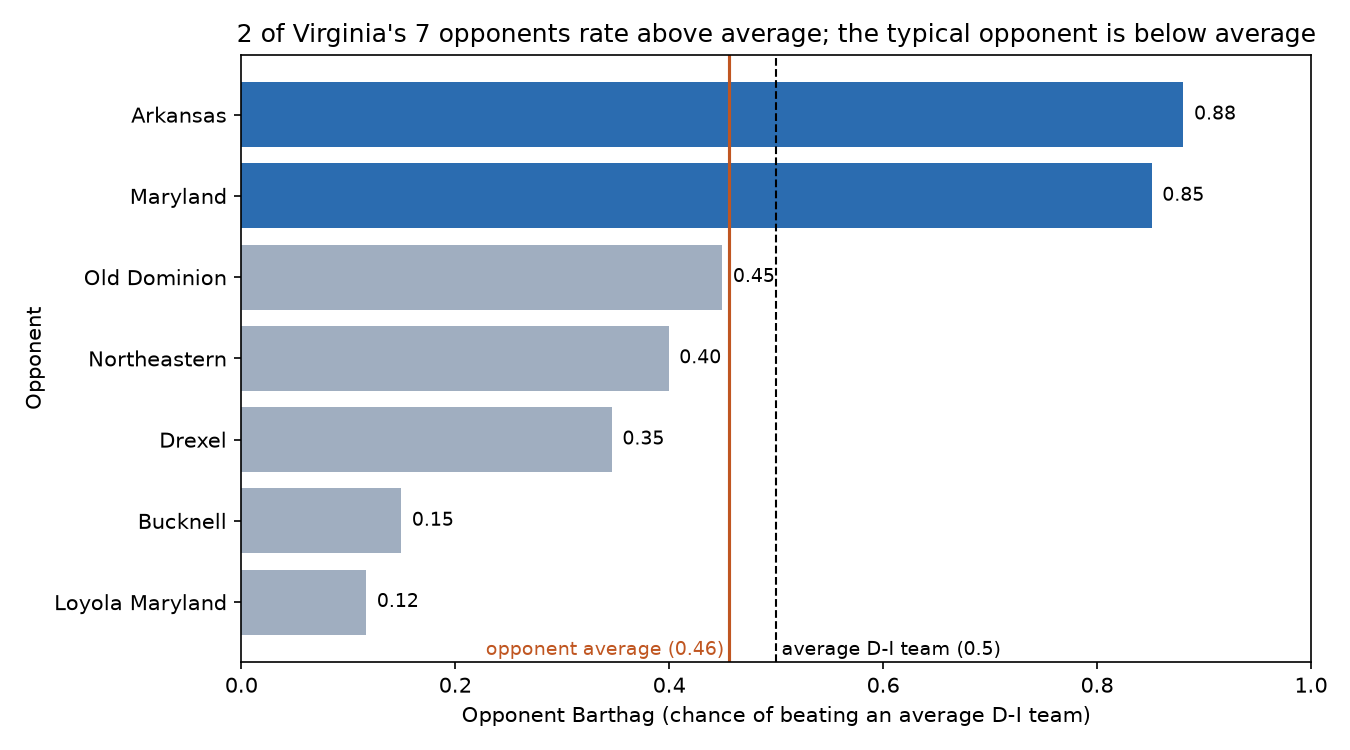 2 of Virginia's 7 opponents rate above average; the typical opponent is below average
Opponent
Arkansas 0.88
Maryland 0.85
Old Dominion 0.45
Northeastern 0.40
Drexel 0.35
Bucknell 0.15
Loyola Maryland 0.12
opponent average (0.46) average D-I team (0.5)
0.0 0.2 0.4 0.6 0.8 1.0
Opponent Barthag (chance of beating an average D-I team)